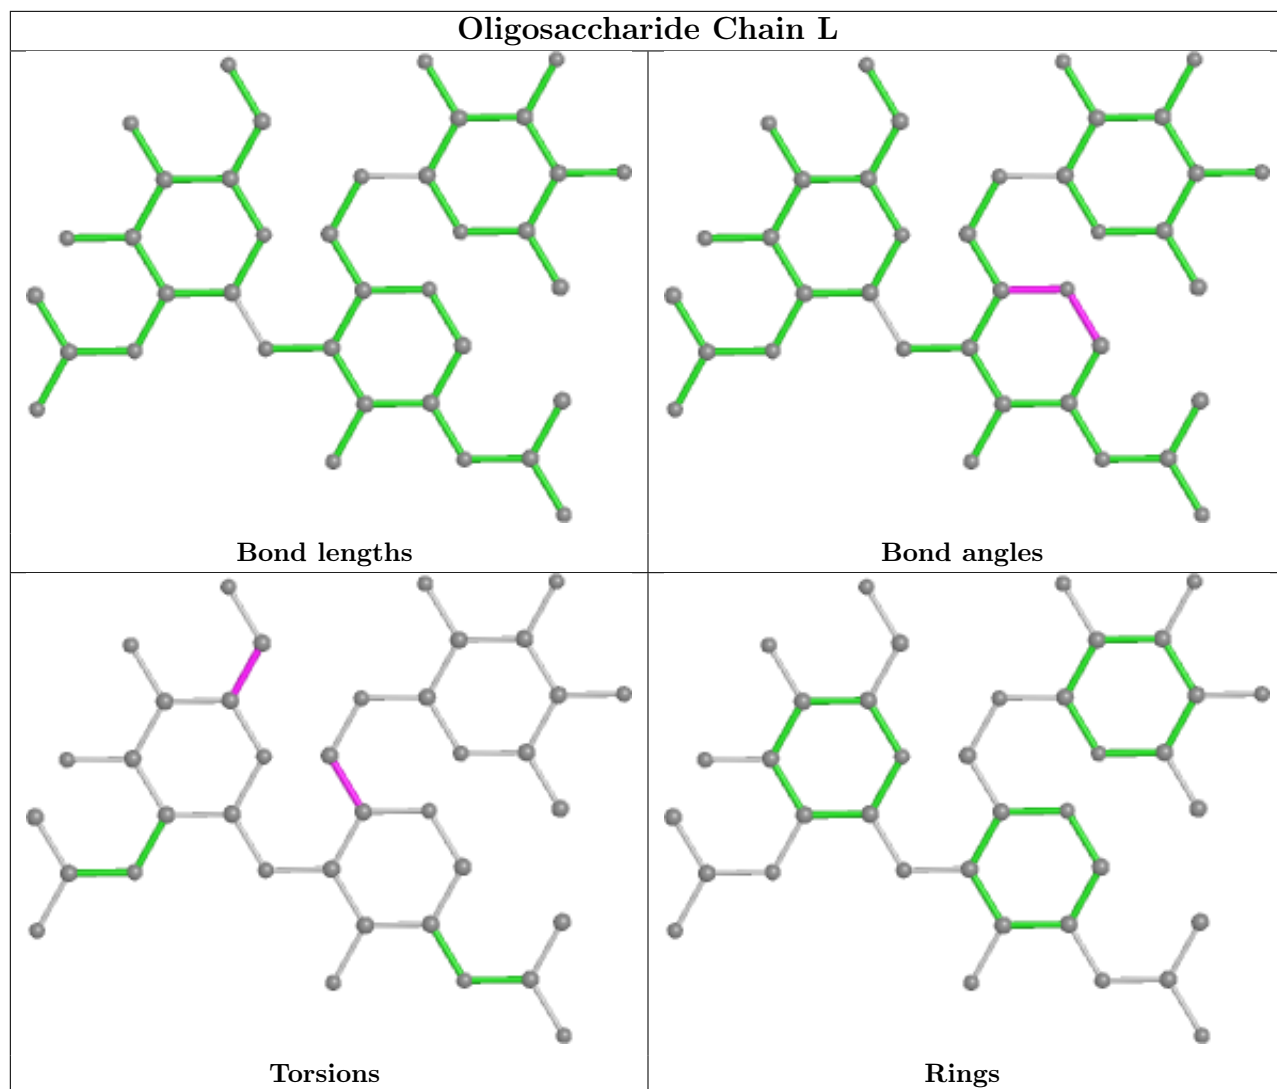 Oligosaccharide Chain L
Bond lengths
Bond angles
Torsions
Rings